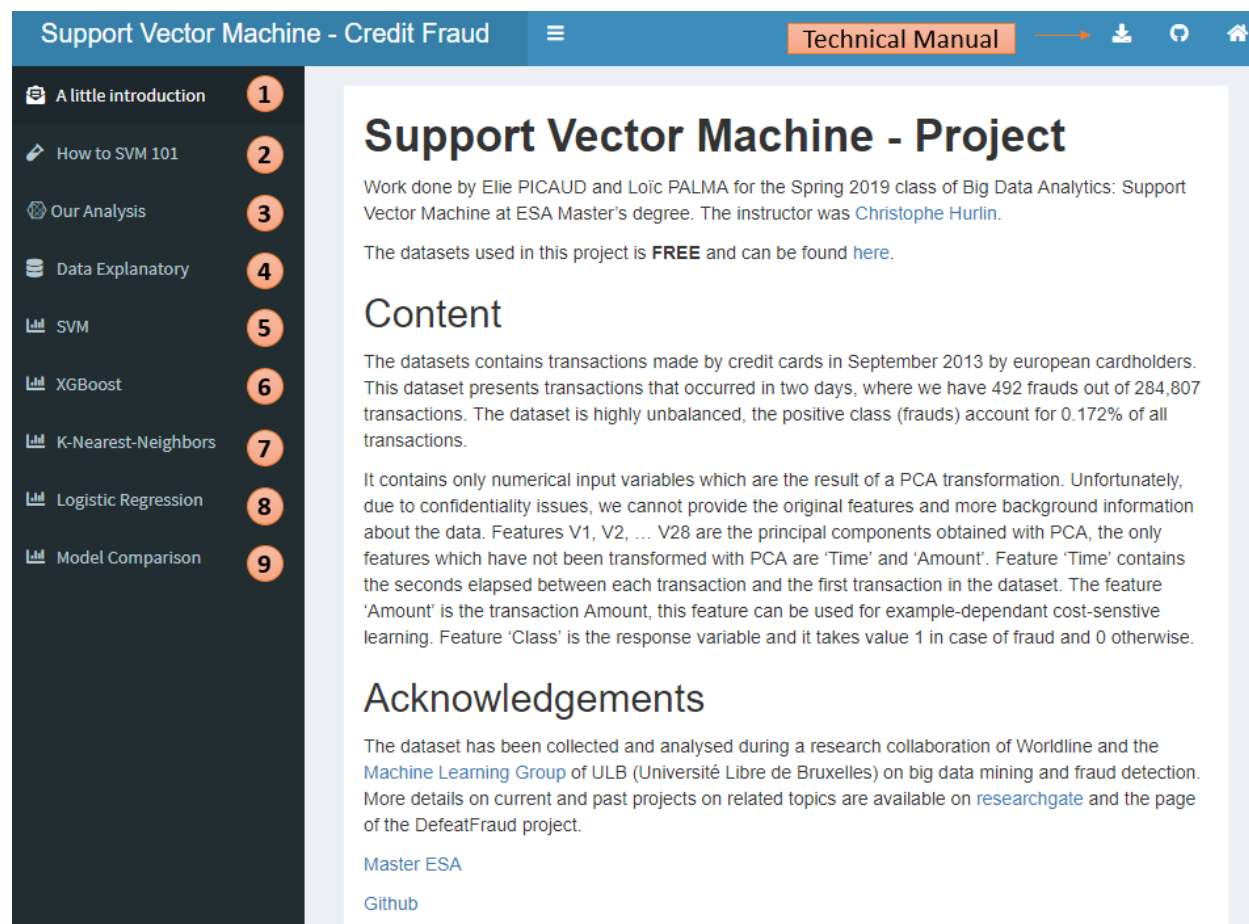 Support Vector Machine - Credit Fraud
Technical Manual
A little introduction 1
How to SVM 101 2
Our Analysis 3
Data Explanatory 4
SVM 5
XGBoost 6
K-Nearest-Neighbors 7
Logistic Regression 8
Model Comparison 9
Support Vector Machine - Project
Work done by Elie PICAUD and Loïc PALMA for the Spring 2019 class of Big Data Analytics: Support
Vector Machine at ESA Master's degree. The instructor was Christophe Hurlin.
The datasets used in this project is FREE and can be found here.
Content
The datasets contains transactions made by credit cards in September 2013 by european cardholders.
This dataset presents transactions that occurred in two days, where we have 492 frauds out of 284,807
transactions. The dataset is highly unbalanced, the positive class (frauds) account for 0.172% of all
transactions.
It contains only numerical input variables which are the result of a PCA transformation. Unfortunately,
due to confidentiality issues, we cannot provide the original features and more background information
about the data. Features V1, V2, … V28 are the principal components obtained with PCA, the only
features which have not been transformed with PCA are ‘Time’ and ‘Amount’. Feature ‘Time’ contains
the seconds elapsed between each transaction and the first transaction in the dataset. The feature
‘Amount’ is the transaction Amount, this feature can be used for example-dependant cost-senstive
learning. Feature ‘Class’ is the response variable and it takes value 1 in case of fraud and 0 otherwise.
Acknowledgements
The dataset has been collected and analysed during a research collaboration of Worldline and the
Machine Learning Group of ULB (Université Libre de Bruxelles) on big data mining and fraud detection.
More details on current and past projects on related topics are available on researchgate and the page
of the DefeatFraud project.
Master ESA
Github